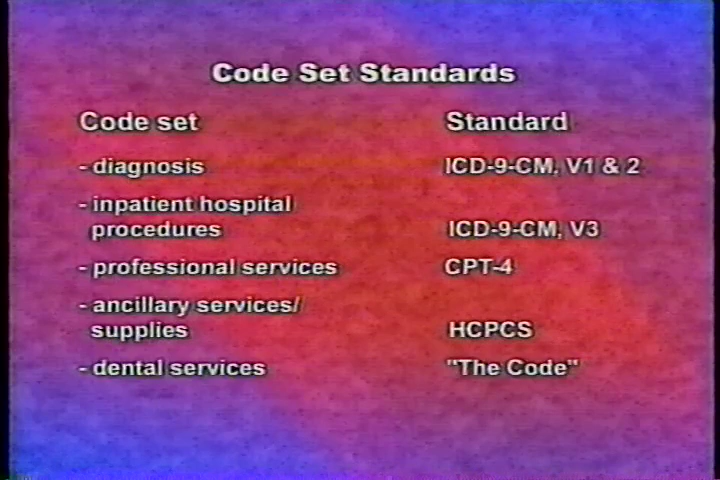 Code Set Standards
Code set Standard
- diagnosis ICD-9-CM, V1 & 2
- inpatient hospital
procedures ICD-9-CM, V3
- professional services CPT-4
- ancillary services/
supplies HCPCS
- dental services "The Code"